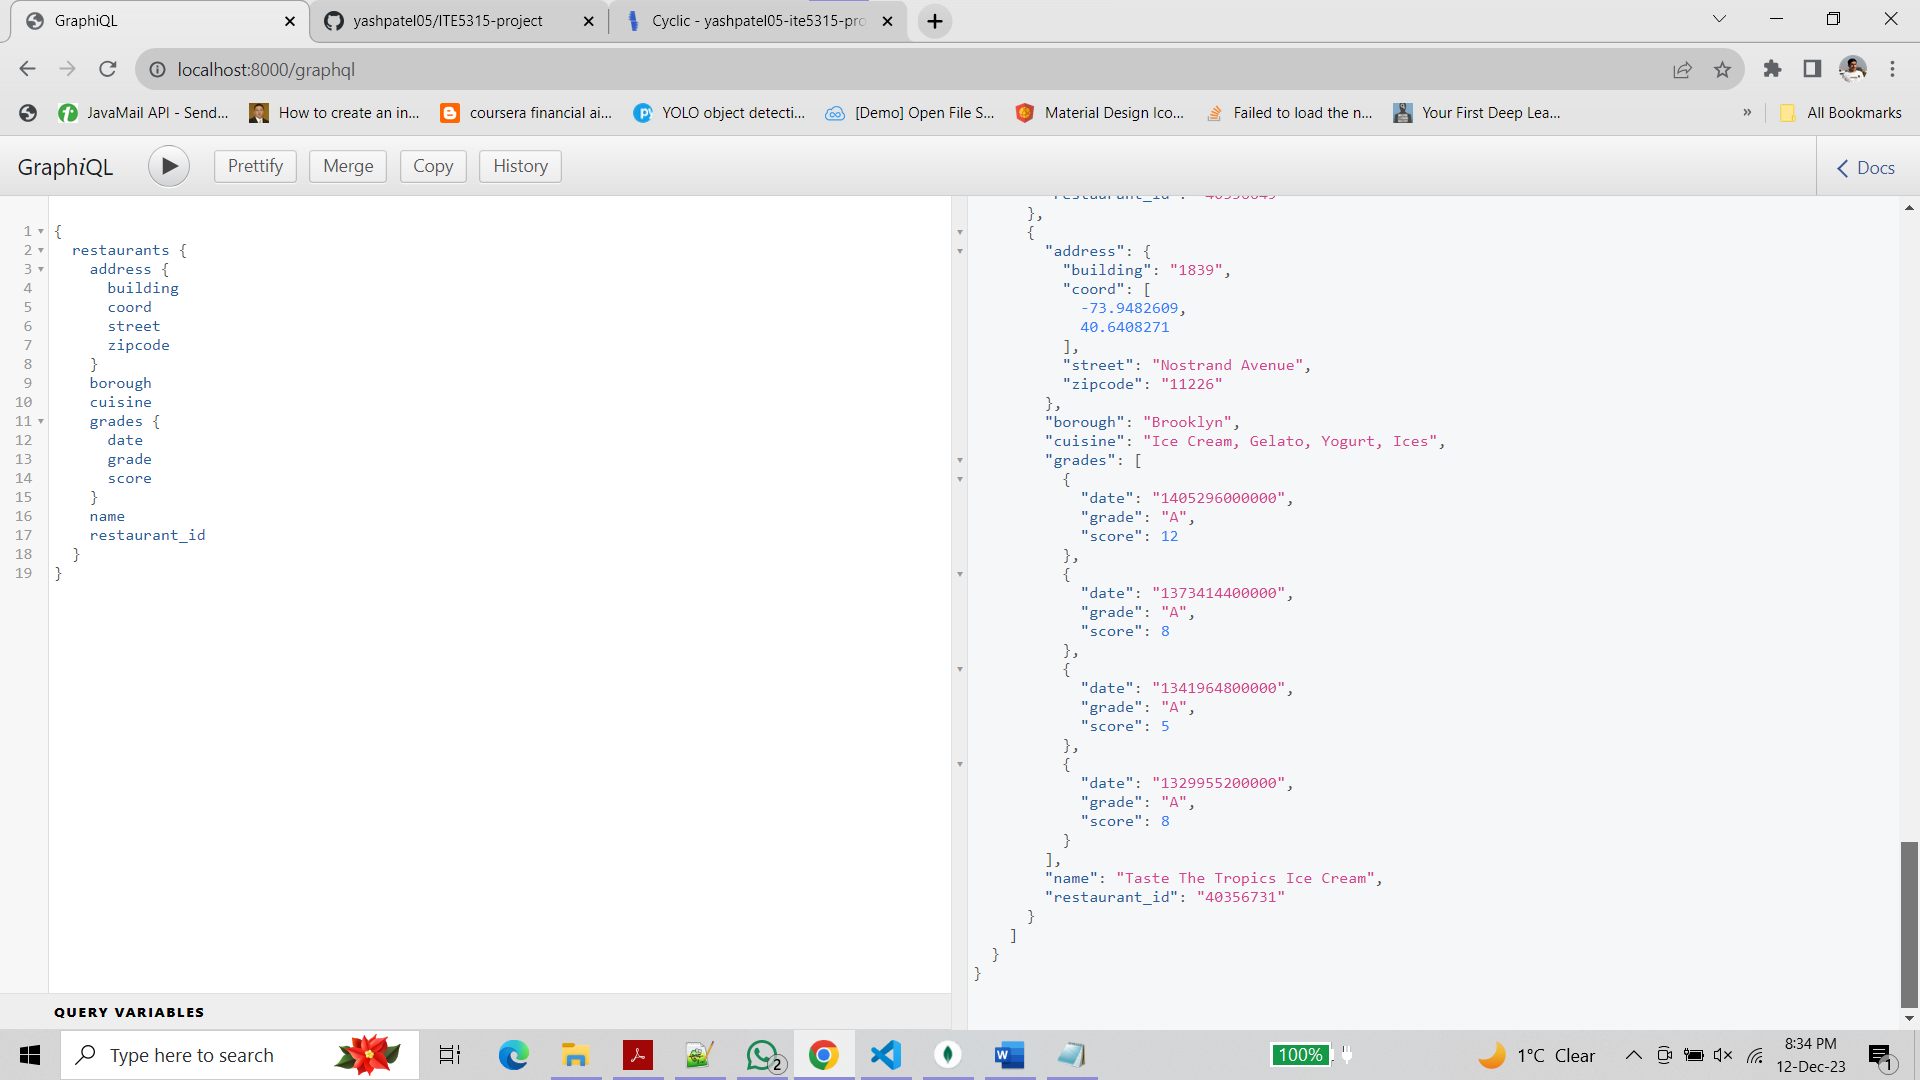 GraphiQL
yashpatel05/ITE5315-project
Cyclic - yashpatel05-ite5315-pro
localhost:8000/graphql
JavaMail API - Send...
How to create an in...
coursera financial ai...
YOLO object detecti...
[Demo] Open File S...
Material Design Ico...
Failed to load the n...
Your First Deep Lea...
»
All Bookmarks
GraphiQL
Prettify
Merge
Copy
History
Docs
1 {
2 restaurants {
3 address {
4 building
5 coord
6 street
7 zipcode
8 }
9 borough
10 cuisine
11 grades {
12 date
13 grade
14 score
15 }
16 name
17 restaurant_id
18 }
19 }
QUERY VARIABLES
},
{
"address": {
"building": "1839",
"coord": [
-73.9482609,
40.6408271
],
"street": "Nostrand Avenue",
"zipcode": "11226"
},
"borough": "Brooklyn",
"cuisine": "Ice Cream, Gelato, Yogurt, Ices",
"grades": [
{
"date": "1405296000000",
"grade": "A",
"score": 12
},
{
"date": "1373414400000",
"grade": "A",
"score": 8
},
{
"date": "1341964800000",
"grade": "A",
"score": 5
},
{
"date": "1329955200000",
"grade": "A",
"score": 8
}
],
"name": "Taste The Tropics Ice Cream",
"restaurant_id": "40356731"
}
]
}
}
Type here to search
2
100%
1°C Clear
8:34 PM
12-Dec-23
1